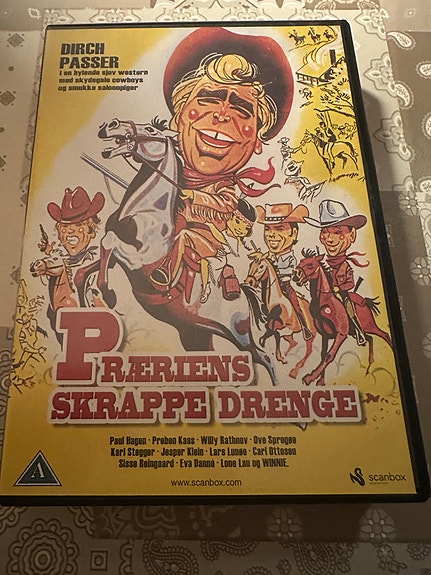 DIRCH
PASSER
I en hylende sjov western
med skydegale cowboys
og smukke saloonpiger
PRÆRIENS
SKRAPPE DRENGE
Paul Hagen · Preben Kaas · Willy Rathnov · Ove Sprogøe
Karl Stegger · Jesper Klein · Lars Lunøe · Carl Ottosen
Sisse Reingaard · Eva Danné · Lone Lau og WINNIE.
A
www.scanbox.com
scanbox